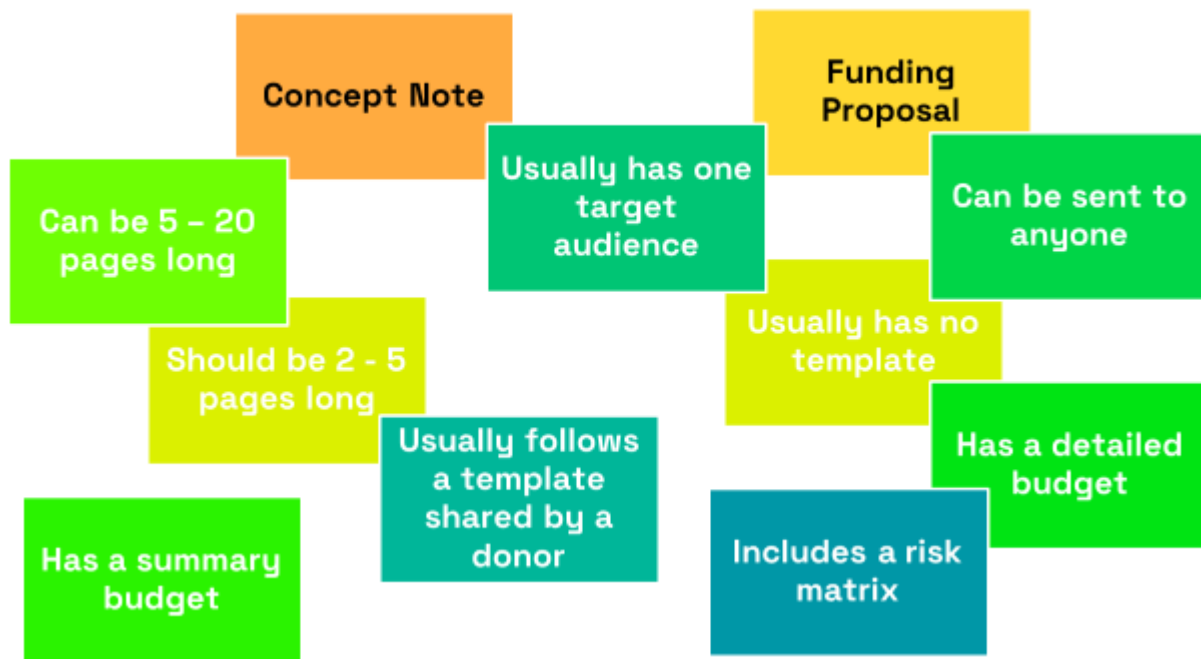 Concept Note
Funding
Proposal
Usually has one
target
audience
Can be sent to
anyone
Can be 5 – 20
pages long
Usually has no
template
Should be 2 - 5
pages long
Usually follows
a template
shared by a
donor
Has a detailed
budget
Has a summary
budget
Includes a risk
matrix